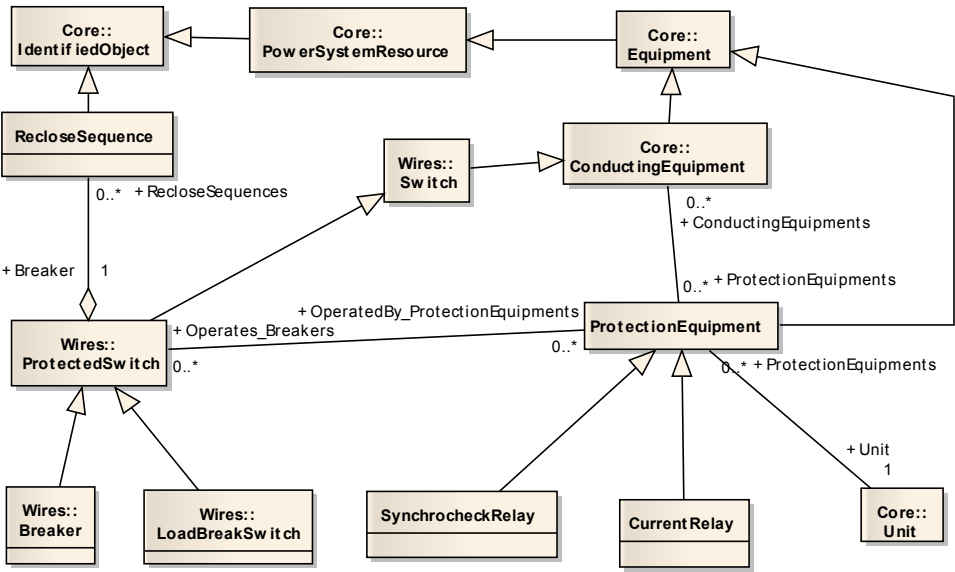 Core::
IdentifiedObject
Core::
PowerSystemResource
Core::
Equipment
RecloseSequence
Wires::
Switch
Core::
ConductingEquipment
0..* +RecloseSequences
0..*
+ConductingEquipments
+Breaker 1
0..* +ProtectionEquipments
+OperatedBy_ProtectionEquipments
+Operates_Breakers
0..*
0..*
Wires::
ProtectedSwitch
ProtectionEquipment
0..* +ProtectionEquipments
+Unit
1
Wires::
Breaker
Wires::
LoadBreakSwitch
SynchrocheckRelay
CurrentRelay
Core::
Unit